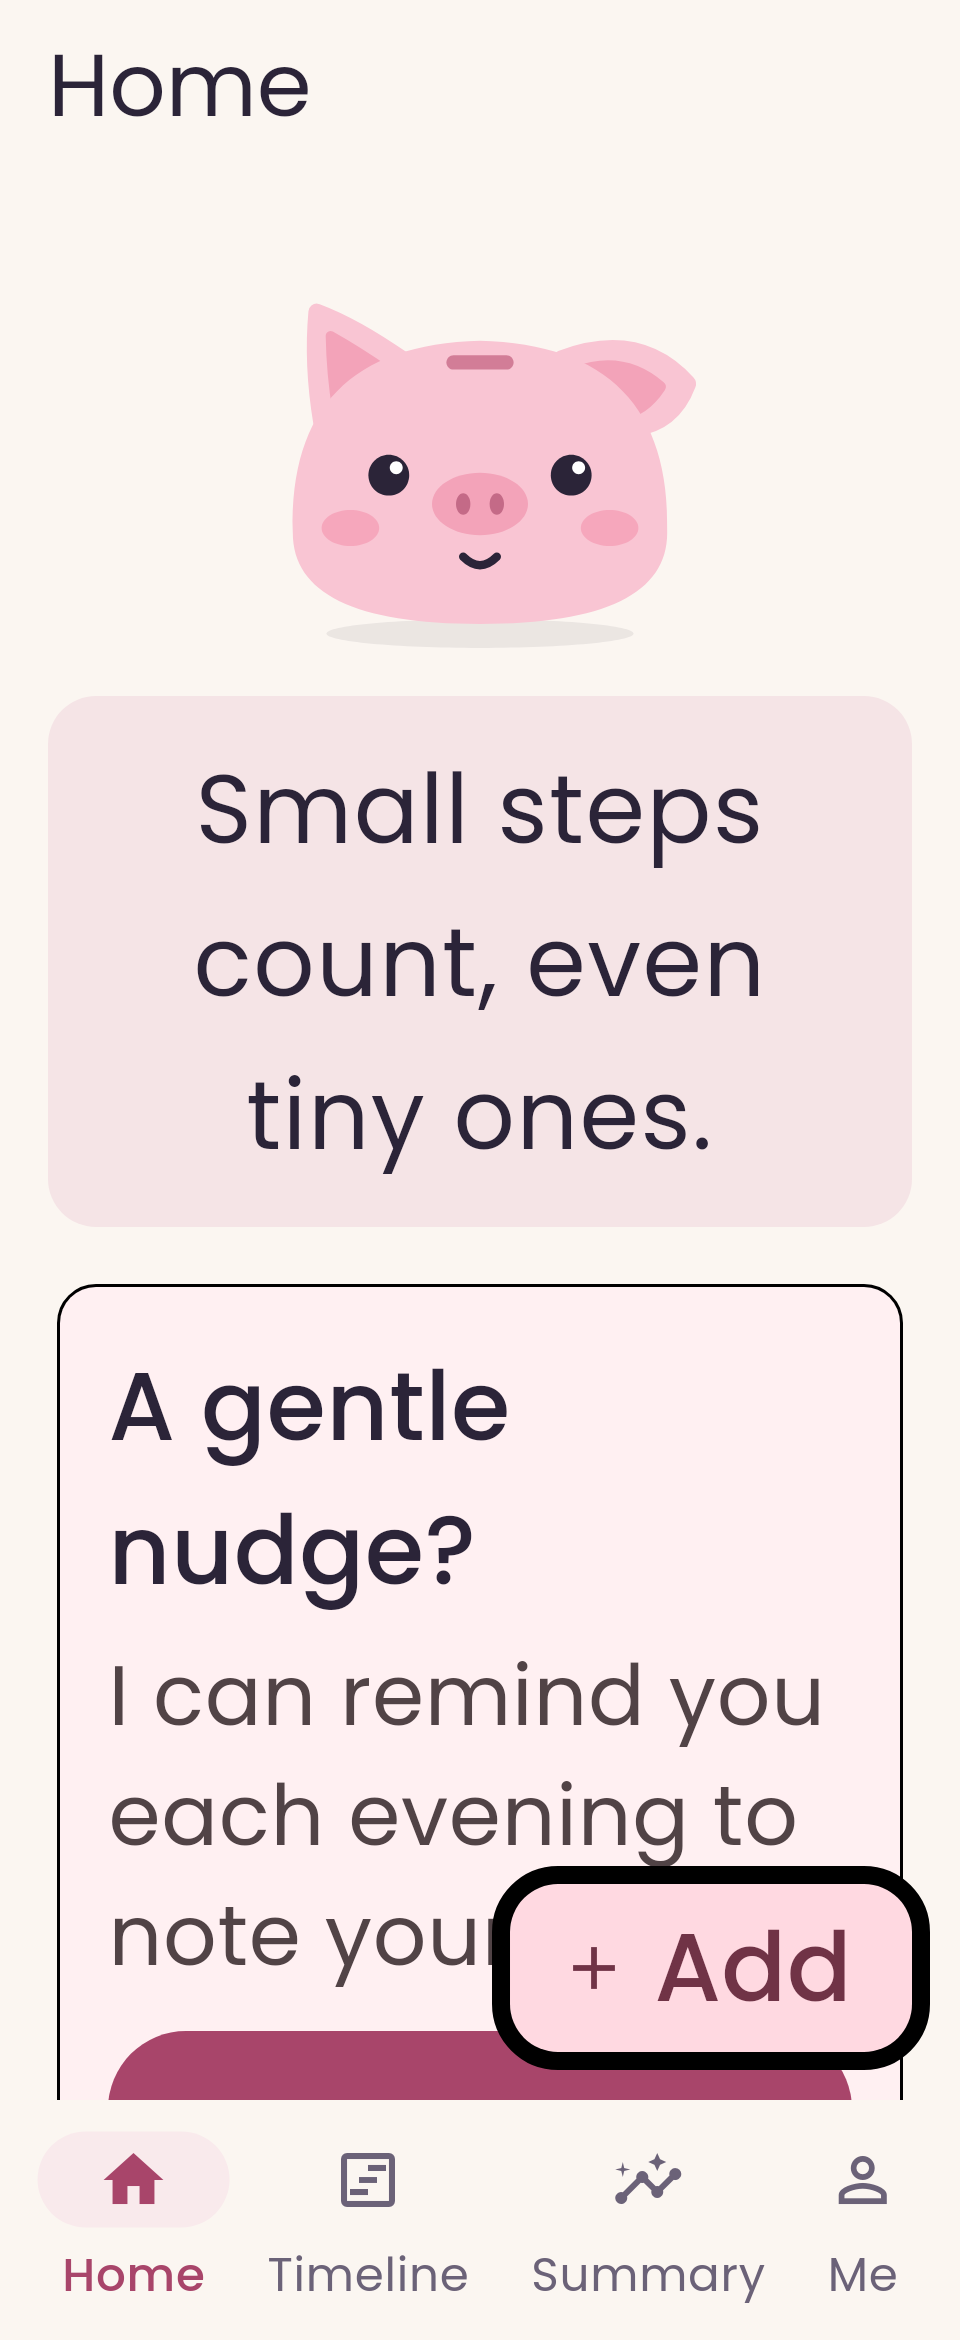 Home
Small steps
count, even
tiny ones.
A gentle
nudge?
I can remind you
each evening to
note your
+ Add
Home
Timeline
Summary
Me